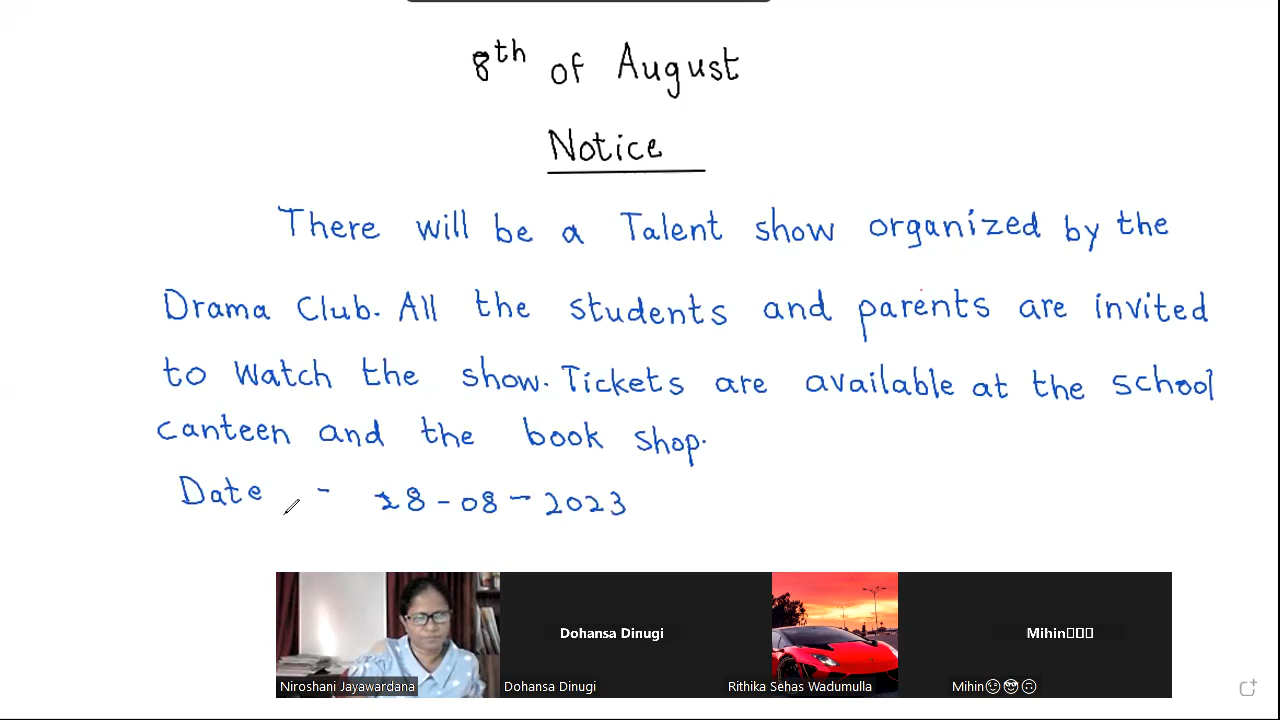 8th of August
Notice
There will be a Talent show organized by the
Drama Club. All the students and parents are invited
to watch the show. Tickets are available at the school
canteen and the book shop.
Date - 28-08-2023
Dohansa Dinugi
Mihin
Niroshani Jayawardana
Dohansa Dinugi
Rithika Sehas Wadumulla
Mihin